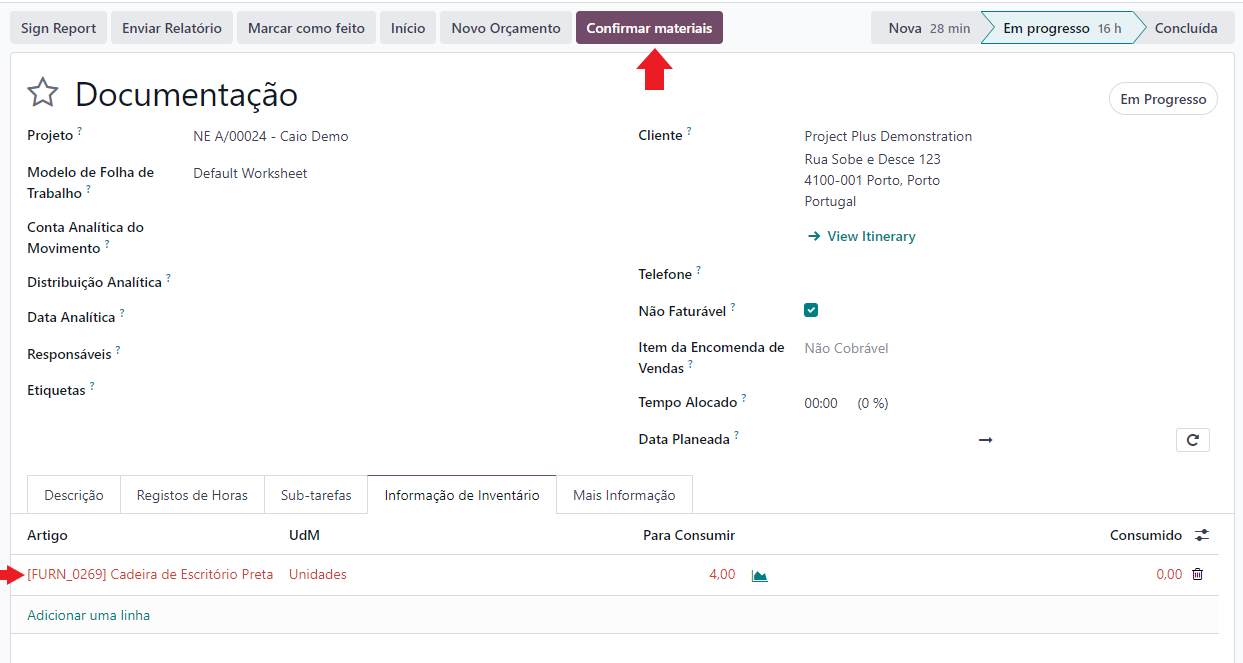 Sign Report Enviar Relatório Marcar como feito Início Novo Orçamento Confirmar materiais Nova 28 min Em progresso 16 h Concluída
Documentação
Em Progresso
Projeto ? NE A/00024 - Caio Demo
Modelo de Folha de
Trabalho ? Default Worksheet
Conta Analítica do
Movimento ?
Distribuição Analítica ?
Data Analítica ?
Responsáveis ?
Etiquetas ?
Cliente ? Project Plus Demonstration
Rua Sobe e Desce 123
4100-001 Porto, Porto
Portugal
View Itinerary
Telefone ?
Não Faturável ?
Item da Encomenda de
Vendas ? Não Cobrável
Tempo Alocado ? 00:00 (0 %)
Data Planeada ?
Descrição Registos de Horas Sub-tarefas Informação de Inventário Mais Informação
Artigo UdM Para Consumir Consumido
[FURN_0269] Cadeira de Escritório Preta Unidades 4,00 0,00
Adicionar uma linha